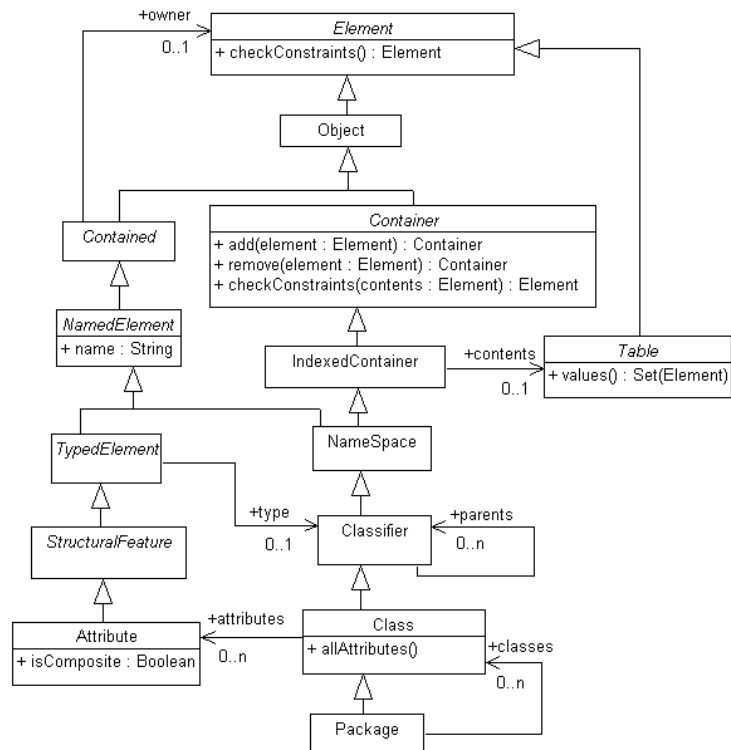 +owner
Element
0..1
+ checkConstraints() : Element
Object
Contained
Container
+ add(element : Element) : Container
+ remove(element : Element) : Container
+ checkConstraints(contents : Element) : Element
NamedElement
+ name : String
IndexedContainer
+contents
0..1
Table
+ values() : Set(Element)
TypedElement
NameSpace
+type
0..1
Classifier
+parents
0..n
StructuralFeature
Attribute
+ isComposite : Boolean
+attributes
0..n
Class
+ allAttributes()
+classes
0..n
Package